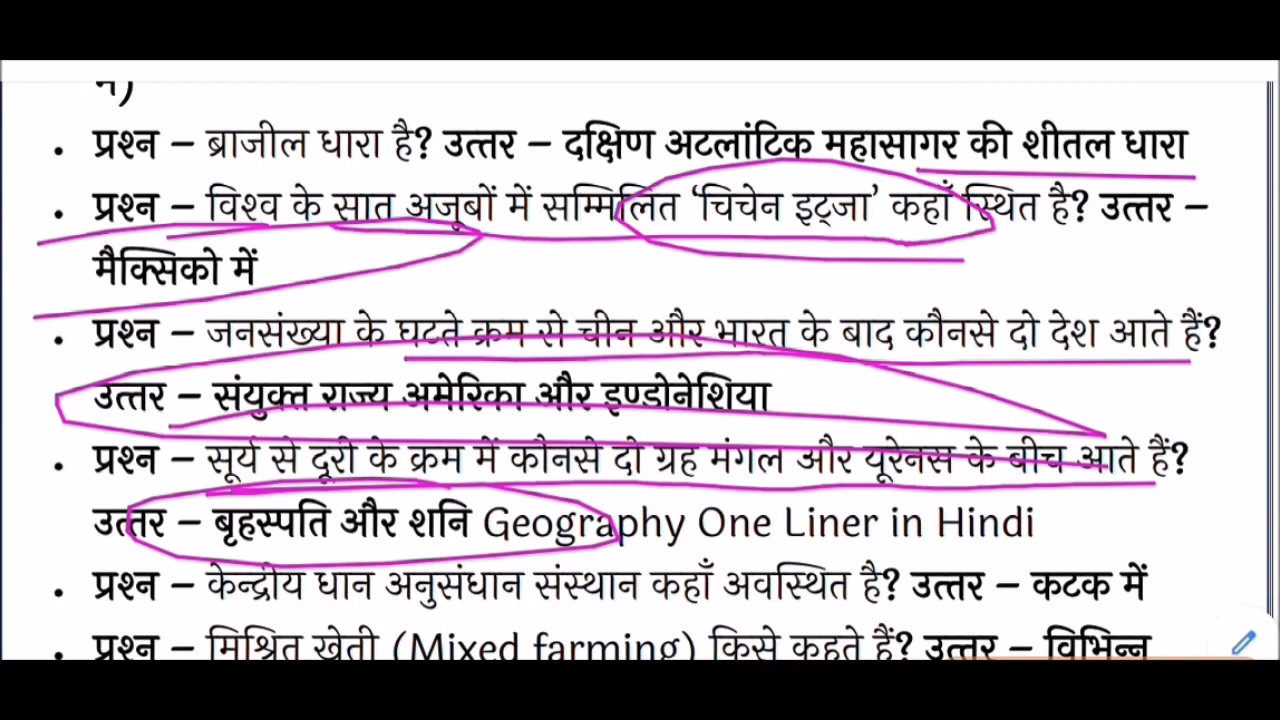 में)
• प्रश्न – ब्राजील धारा है? उत्तर – दक्षिण अटलांटिक महासागर की शीतल धारा
• प्रश्न – विश्व के सात अजूबों में सम्मिलित ‘चिचेन इट्जा’ कहाँ स्थित है? उत्तर –
मैक्सिको में
• प्रश्न – जनसंख्या के घटते क्रम से चीन और भारत के बाद कौनसे दो देश आते हैं?
उत्तर – संयुक्त राज्य अमेरिका और इण्डोनेशिया
• प्रश्न – सूर्य से दूरी के क्रम में कौनसे दो ग्रह मंगल और यूरेनस के बीच आते हैं?
उत्तर – बृहस्पति और शनि Geography One Liner in Hindi
• प्रश्न – केन्द्रीय धान अनुसंधान संस्थान कहाँ अवस्थित है? उत्तर – कटक में
• प्रश्न – मिश्रित खेती (Mixed farming) किसे कहते हैं? उत्तर – विभिन्न